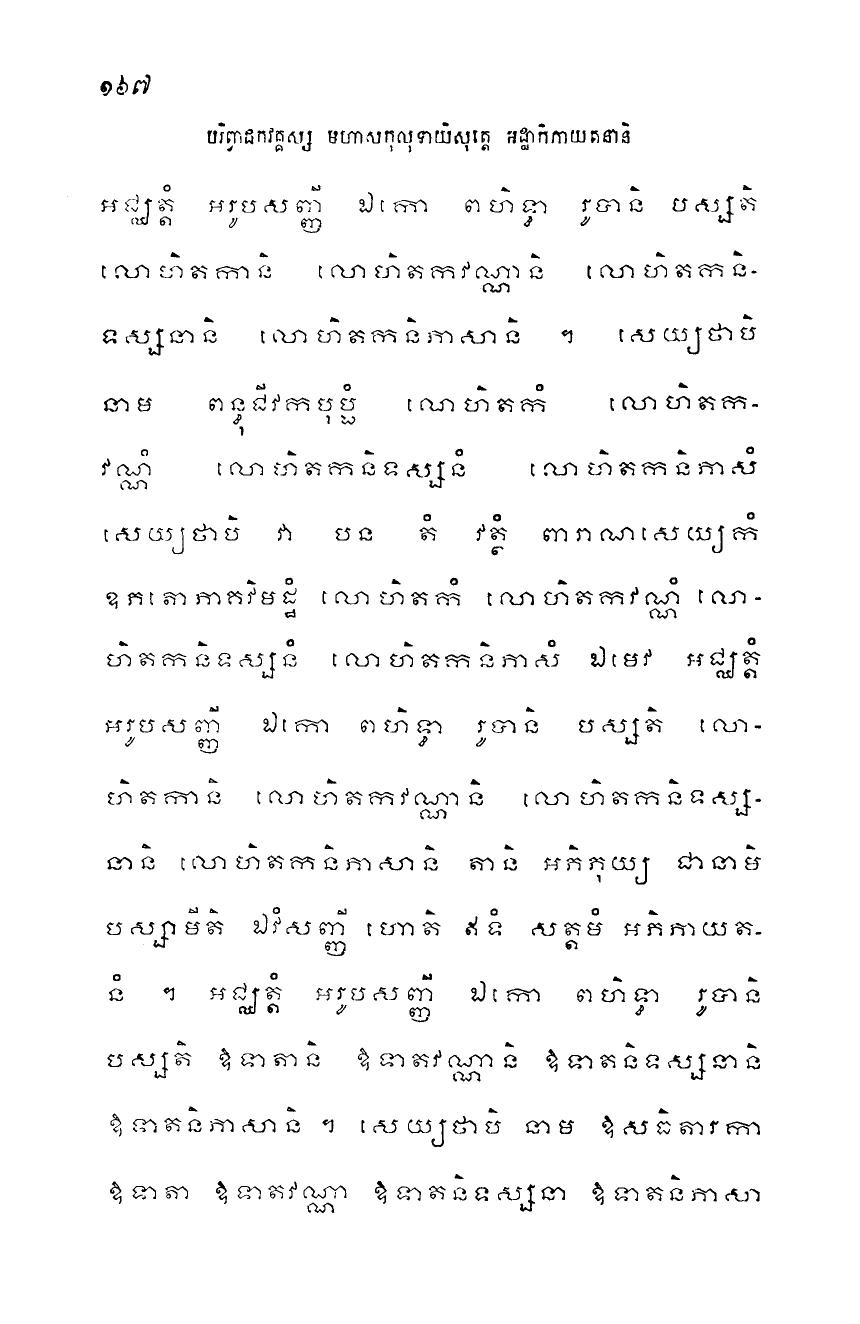 ១៦៧
បរិព្វាជកវគ្គស្ស មហាសកុលុទាយិសុត្តេ អដ្ឋាភិភាយតនានិ
អជ្ឈត្តំ អរូបសញ្ញី ឯកោ ពហិទ្ធា រូបានិ បស្សតិ
លោហិតកានិ លោហិតកវណ្ណានិ លោហិតកនិ-
ទស្សនានិ លោហិតកនិភាសានិ ។ សេយ្យថាបិ
នាម ពន្ធុជីវកបុប្ផំ លោហិតកំ លោហិតក-
វណ្ណំ លោហិតកនិទស្សនំ លោហិតកនិភាសំ
សេយ្យថាបិ វា បន តំ វត្ថំ ពារាណសេយ្យកំ
ឧភតោភាគវិមដ្ឋំ លោហិតកំ លោហិតកវណ្ណំ លោ-
ហិតកនិទស្សនំ លោហិតកនិភាសំ ឯមេវ អជ្ឈត្តំ
អរូបសញ្ញី ឯកោ ពហិទ្ធា រូបានិ បស្សតិ លោ-
ហិតកានិ លោហិតកវណ្ណានិ លោហិតកនិទស្ស-
នានិ លោហិតកនិភាសានិ តានិ អភិភុយ្យ ជានាមិ
បស្សាមីតិ ឯវំសញ្ញី ហោតិ ឥទំ សត្តមំ អភិភាយត-
នំ ។ អជ្ឈត្តំ អរូបសញ្ញី ឯកោ ពហិទ្ធា រូបានិ
បស្សតិ ឱទាតានិ ឱទាតវណ្ណានិ ឱទាតនិទស្សនានិ
ឱទាតនិភាសានិ ។ សេយ្យថាបិ នាម ឱសធិតារកា
ឱទាតា ឱទាតវណ្ណា ឱទាតនិទស្សនា ឱទាតនិភាសា